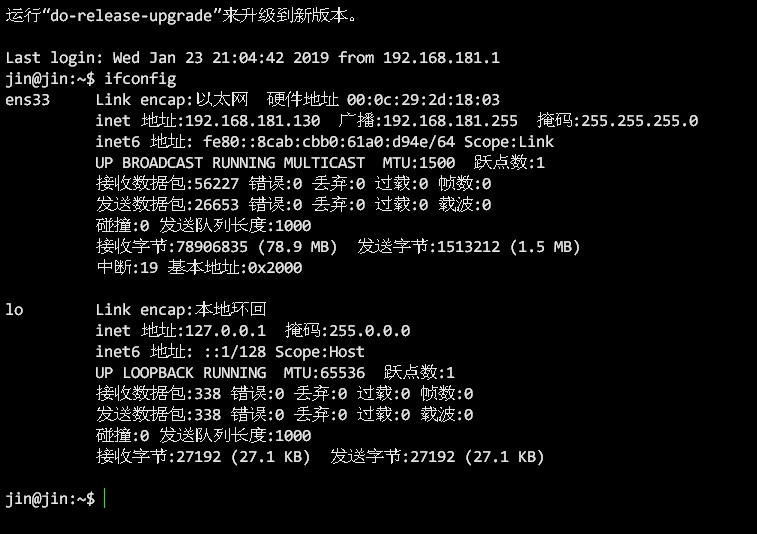 运行“do-release-upgrade”来升级到新版本。
Last login: Wed Jan 23 21:04:42 2019 from 192.168.181.1
jin@jin:~$ ifconfig
ens33     Link encap:以太网  硬件地址 00:0c:29:2d:18:03
          inet 地址:192.168.181.130  广播:192.168.181.255  掩码:255.255.255.0
          inet6 地址: fe80::8cab:cbb0:61a0:d94e/64 Scope:Link
          UP BROADCAST RUNNING MULTICAST  MTU:1500  跃点数:1
          接收数据包:56227 错误:0 丢弃:0 过载:0 帧数:0
          发送数据包:26653 错误:0 丢弃:0 过载:0 载波:0
          碰撞:0 发送队列长度:1000
          接收字节:78906835 (78.9 MB)  发送字节:1513212 (1.5 MB)
          中断:19 基本地址:0x2000
lo        Link encap:本地环回
          inet 地址:127.0.0.1  掩码:255.0.0.0
          inet6 地址: ::1/128 Scope:Host
          UP LOOPBACK RUNNING  MTU:65536  跃点数:1
          接收数据包:338 错误:0 丢弃:0 过载:0 帧数:0
          发送数据包:338 错误:0 丢弃:0 过载:0 载波:0
          碰撞:0 发送队列长度:1000
          接收字节:27192 (27.1 KB)  发送字节:27192 (27.1 KB)
jin@jin:~$